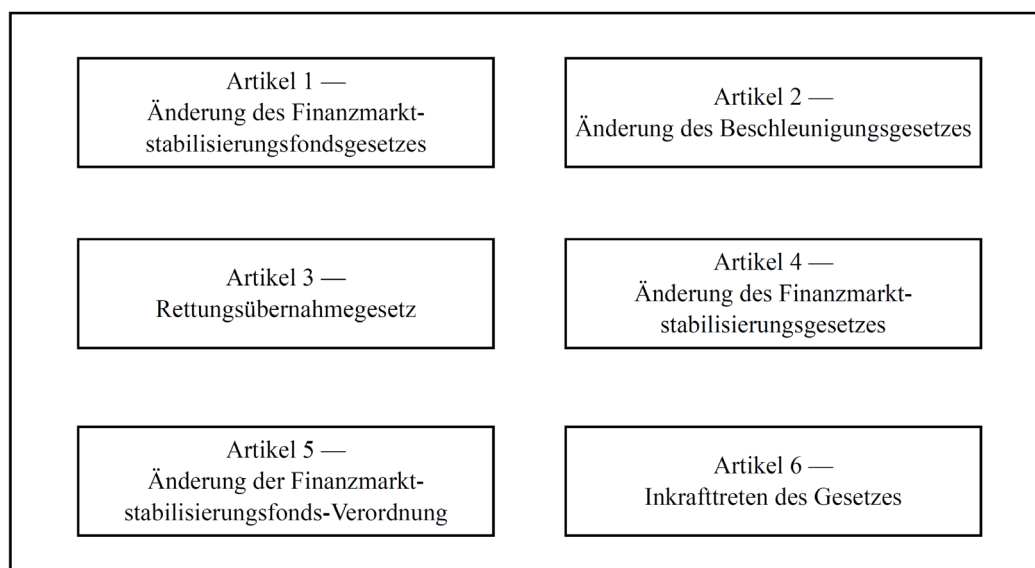 Artikel 1 —
Änderung des Finanzmarkt-
stabilisierungsfondsgesetzes
Artikel 2 —
Änderung des Beschleunigungsgesetzes
Artikel 3 —
Rettungsübernahmegesetz
Artikel 4 —
Änderung des Finanzmarkt-
stabilisierungsgesetzes
Artikel 5 —
Änderung der Finanzmarkt-
stabilisierungsfonds-Verordnung
Artikel 6 —
Inkrafttreten des Gesetzes